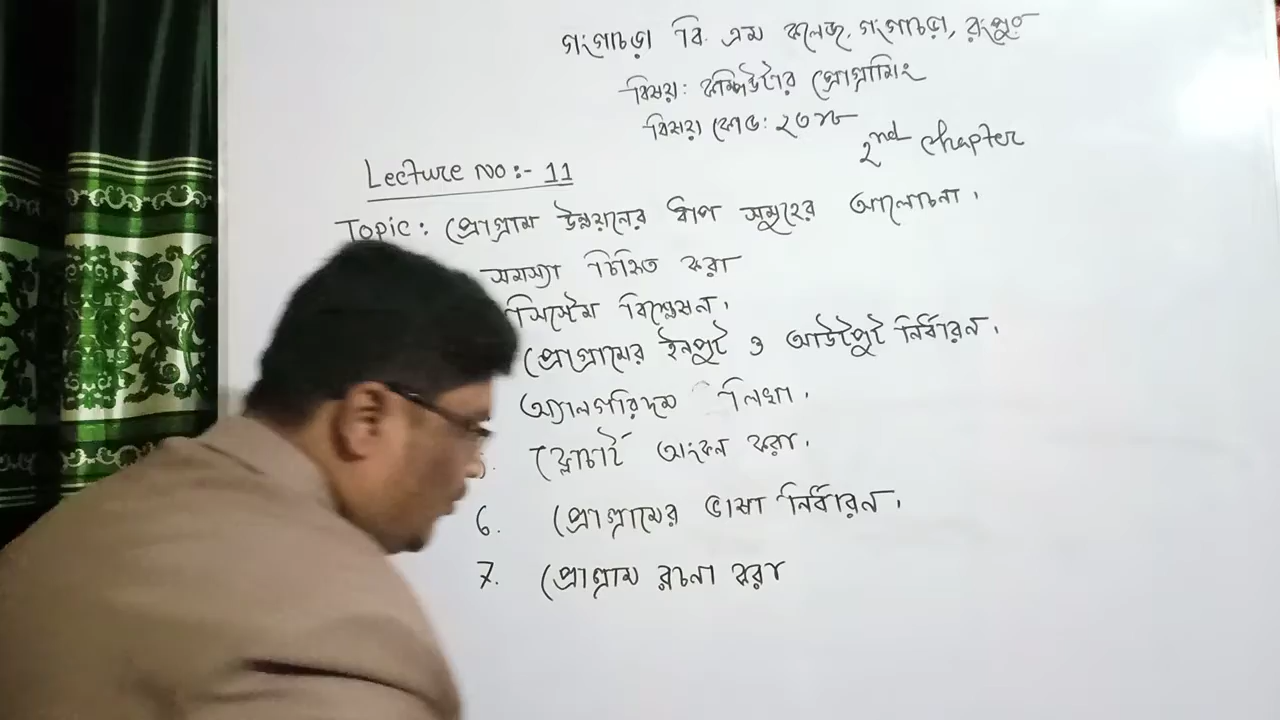 গংগাচড়া বি. এম কলেজ, গংগাচড়া, রংপুর
বিষয়: কম্পিউটার প্রোগ্রামিং
বিষয় কোড:
2nd chapter
Lecture no:- 11
Topic: প্রোগ্রাম উন্নয়নের ধাপ সমূহের আলোচনা।
সমস্যা চিহ্নিত করা
সিস্টেম বিশ্লেষন।
প্রোগ্রামের ইনপুট ও আউটপুট নির্ধারন।
অ্যালগরিদম লিখা।
ফ্লোচার্ট আংকন করা।
6. প্রোগ্রামের ভাসা নির্ধারন।
7. প্রোগ্রাম রচনা করা